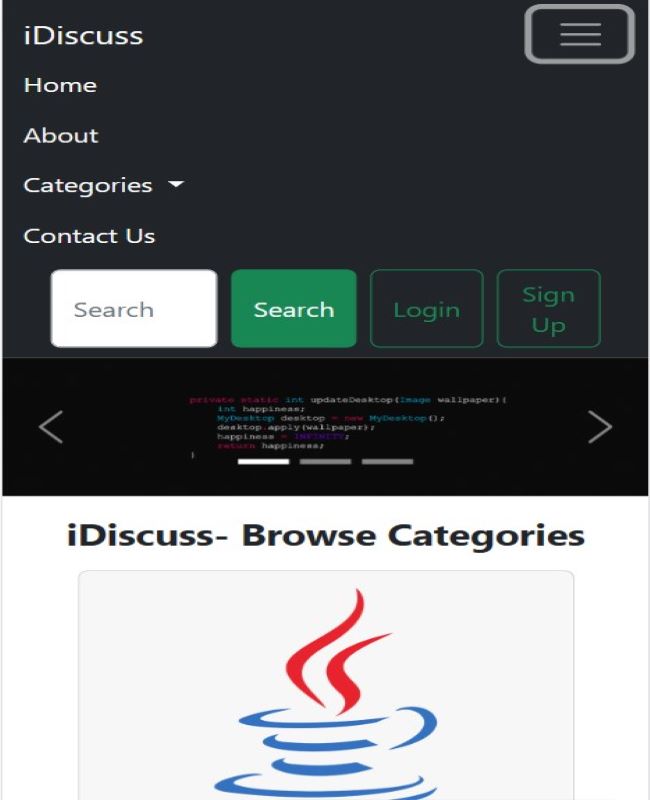 iDiscuss
Home
About
Categories
Contact Us
Search Search Login Sign Up
private static int updateDesktop(Image wallpaper){
int happiness;
MyDesktop desktop = new MyDesktop();
desktop.apply(wallpaper);
happiness = INFINITY;
return happiness;
}
iDiscuss- Browse Categories